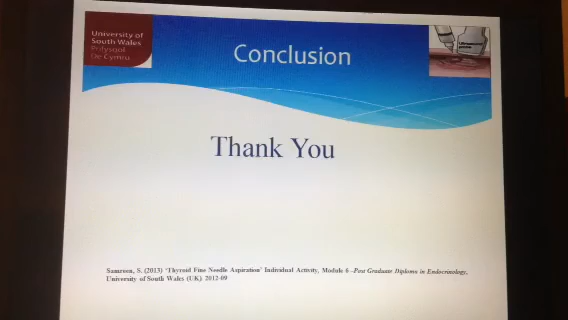 University of
South Wales
Prifysgol
De Cymru
Conclusion
Thank You
Samreen, S. (2013) 'Thyroid Fine Needle Aspiration' Individual Activity, Module 6 -Post Graduate Diploma in Endocrinology,
University of South Wales (UK). 2012-09